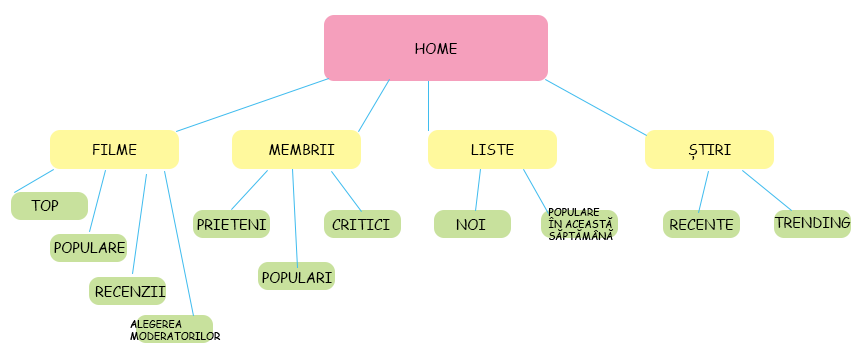 HOME
FILME
MEMBRII
LISTE
ȘTIRI
TOP
POPULARE
RECENZII
ALEGEREA
MODERATORILOR
PRIETENI
POPULARI
CRITICI
NOI
POPULARE
ÎN ACEASTĂ
SĂPTĂMÂNĂ
RECENTE
TRENDING